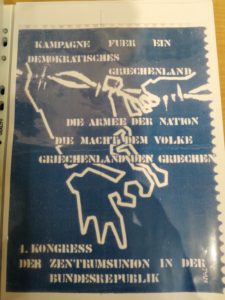 KAMPAGNE FUER EIN
DEMOKRATISCHES
GRIECHENLAND
DIE ARMEE DER NATION
DIE MACHT DEM VOLKE
GRIECHENLAND DEN GRIECHEN
4. KONGRESS
DER ZENTRUMSUNION IN DER
BUNDESREPUBLIK